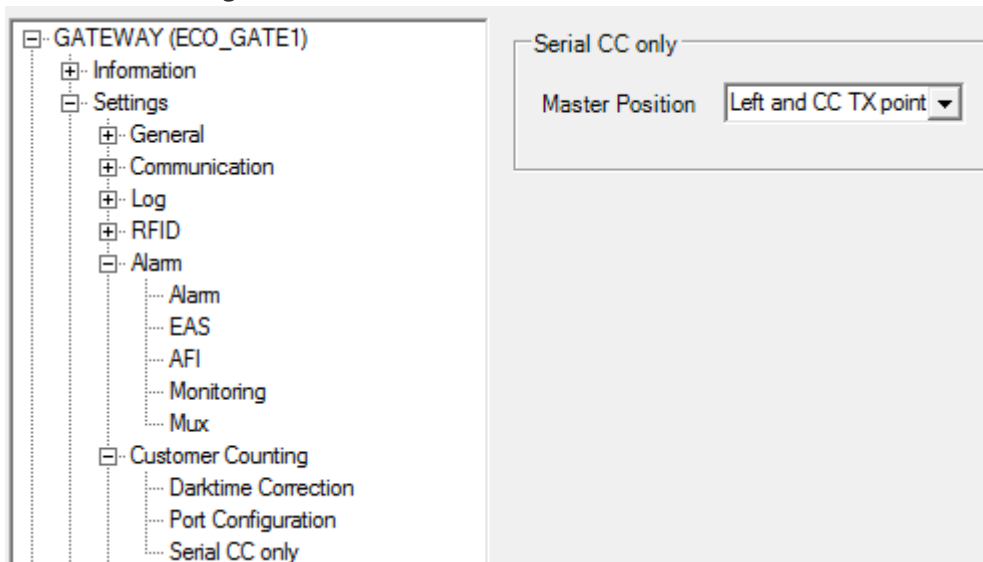 GATEWAY (ECO_GATE1)
Information
Settings
General
Communication
Log
RFID
Alarm
Alarm
EAS
AFI
Monitoring
Mux
Customer Counting
Darktime Correction
Port Configuration
Serial CC only
Serial CC only
Master Position Left and CC TX point